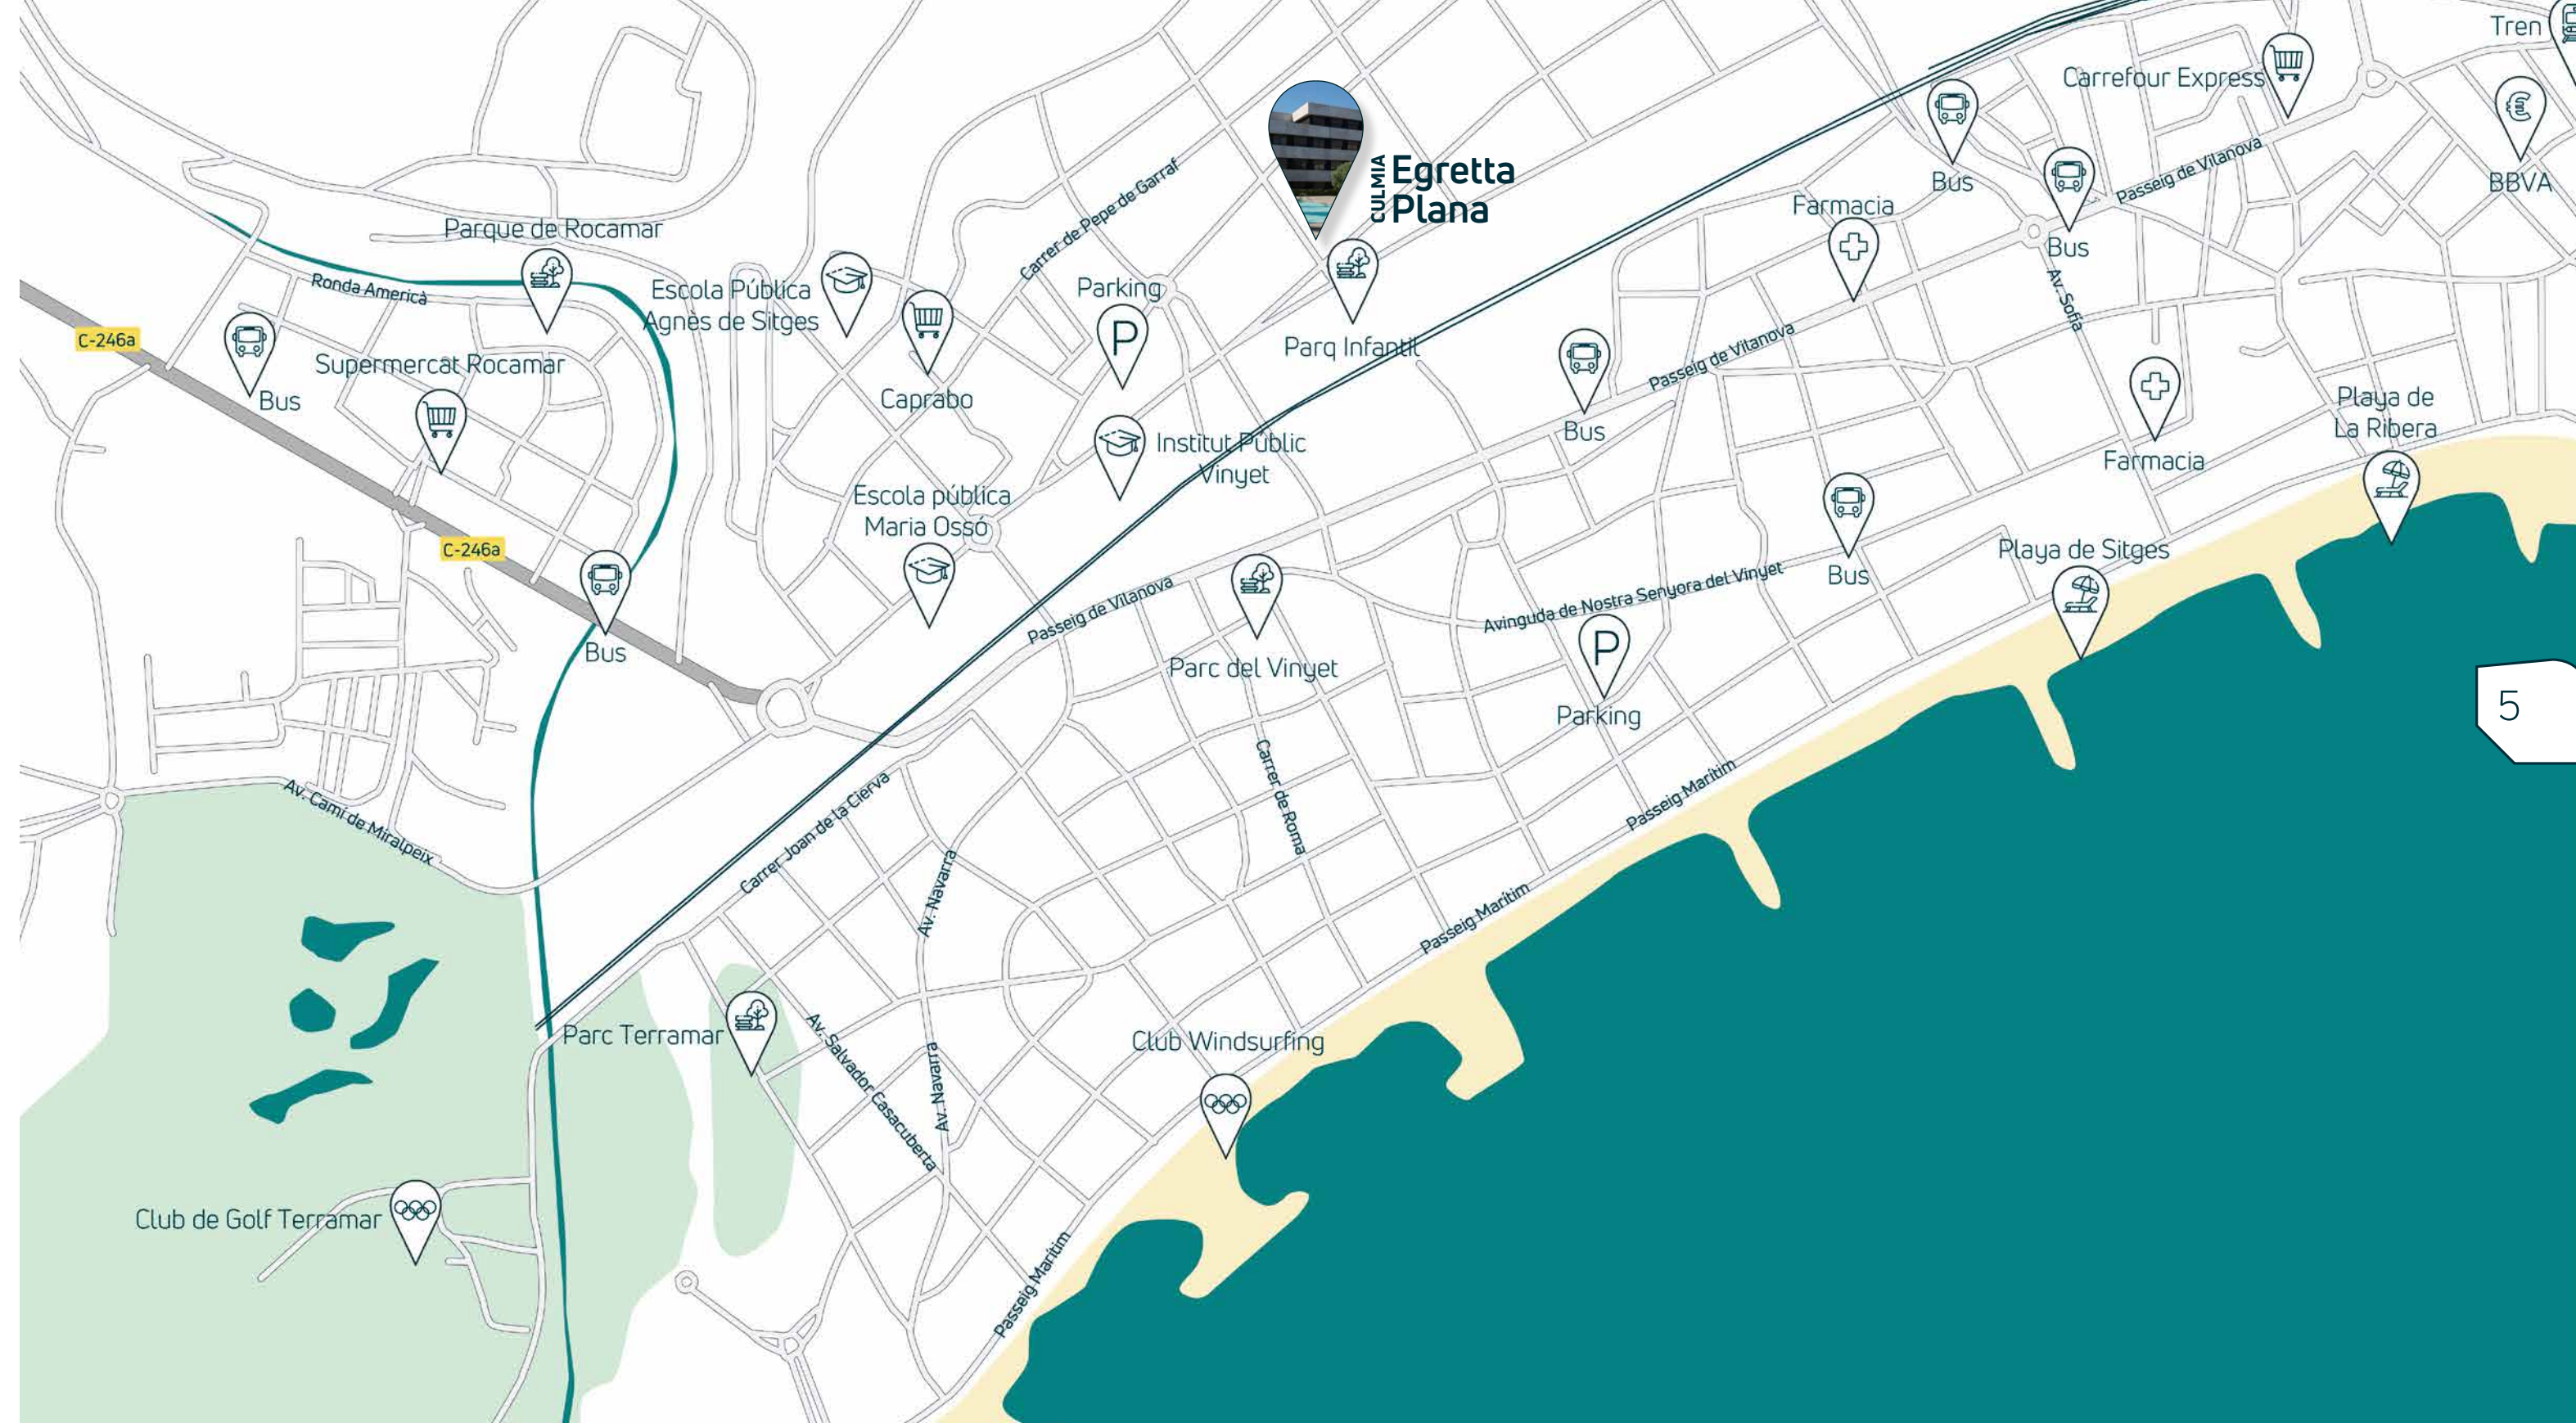 Tren
Carrefour Express
Bus
BBVA
Passeig de Vilanova
CULMIA
Egretta
Plana
Carrer de Pepe de Garraf
Farmacia
Bus
Parque de Rocamar
Ronda Americà
Escola Pública
Agnès de Sitges
Parking
P
Parq Infantil
Av. Sofia
C-246a
Passeig de Vilanova
Supermercat Rocamar
Bus
Caprabo
Bus
Playa de
La Ribera
Institut Públic
Vinyet
Farmacia
Escola pública
Maria Ossó
C-246a
Playa de Sitges
Bus
Avinguda de Nostra Senyora del Vinyet
Passeig de Vilanova
Bus
Parc del Vinyet
P
Parking
5
Av. Camí de Miralpeix
Carrer Joan de la Cierva
Carrer de Roma
Passeig Marítim
Av. Navarra
Passeig Marítim
Parc Terramar
Av. Salvador Casacuberta
Av. Navarra
Club Windsurfing
Club de Golf Terramar
Passeig Marítim